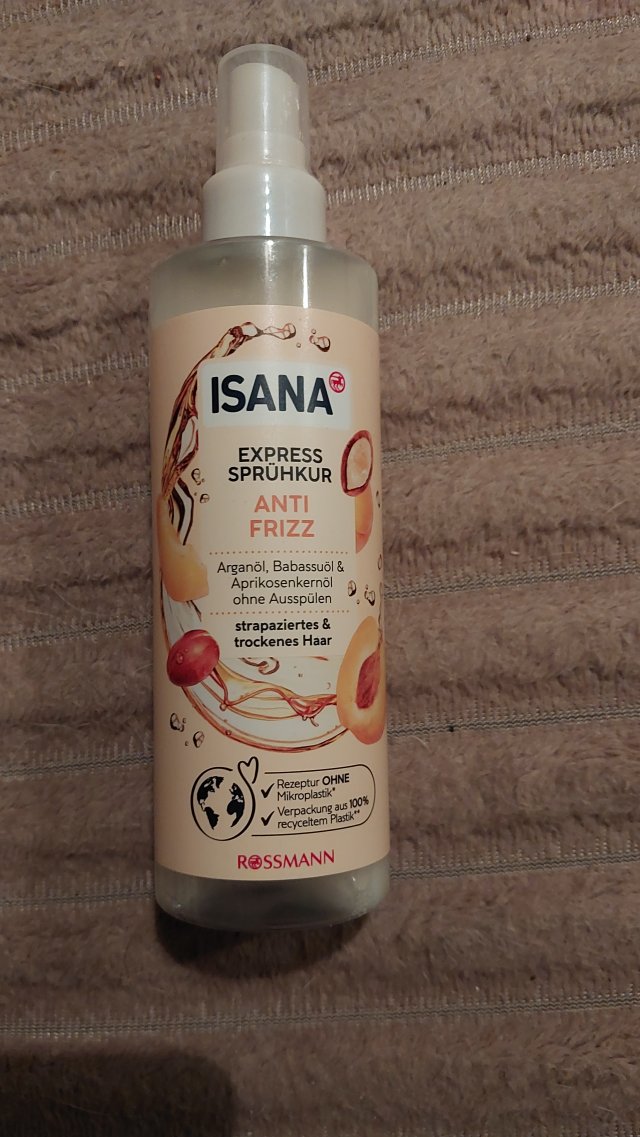 ISANA
EXPRESS
SPRÜHKUR
ANTI
FRIZZ
Arganöl, Babassuöl &
Aprikosenkernöl
ohne Ausspülen
strapaziertes &
trockenes Haar
Rezeptur OHNE
Mikroplastik*
Verpackung aus 100%
recyceltem Plastik**
ROSSMANN